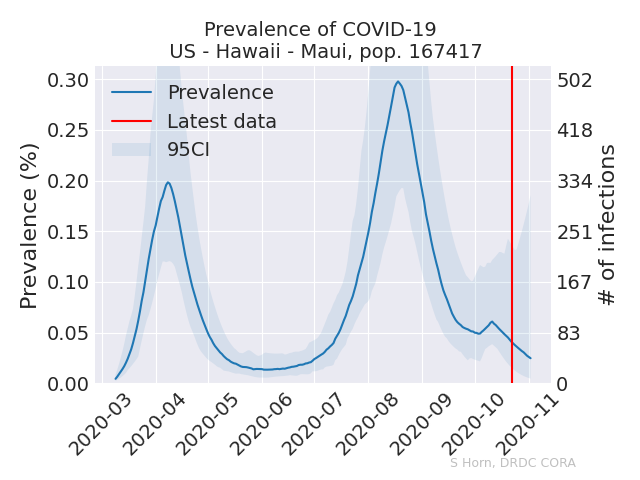 Prevalence of COVID-19
US - Hawaii - Maui, pop. 167417
Prevalence
Latest data
95CI
Prevalence (%)
0.30
0.25
0.20
0.15
0.10
0.05
0.00
502
418
334
251
167
83
0
# of infections
2020-03
2020-04
2020-05
2020-06
2020-07
2020-08
2020-09
2020-10
2020-11
S Horn, DRDC CORA